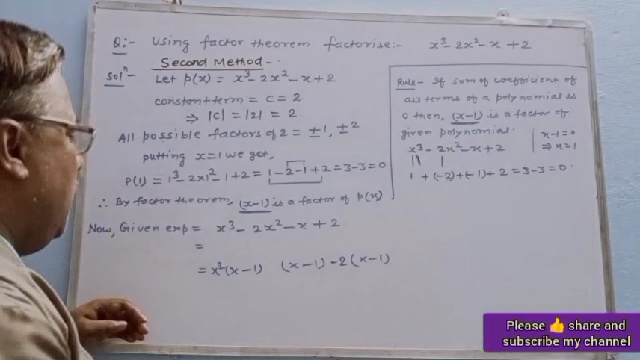 Q:- Using factor theorem factorise:- x³-2x²-x+2
Second Method-
Solⁿ Let P(x) = x³-2x²-x+2
constant term = c = 2
⇒ |c| = |2| = 2
All possible factors of 2 = ±1, ±2
putting x=1 we get,
P(1) = 1³-2×1²-1+2 = 1-2-1+2 = 3-3=0
∴ By factor theorem, (x-1) is a factor of P(x)
Now, Given exp = x³-2x²-x+2
=
= x²(x-1) (x-1)-2(x-1)
Rule- If sum of coefficient of
all terms of a polynomial is
0 then, (x-1) is a factor of
given polynomial.
x-1=0
⇒ x=1
x³-2x²-x+2
1+(-2)+(-1)+2=3-3=0.
Please 👍 share and
subscribe my channel